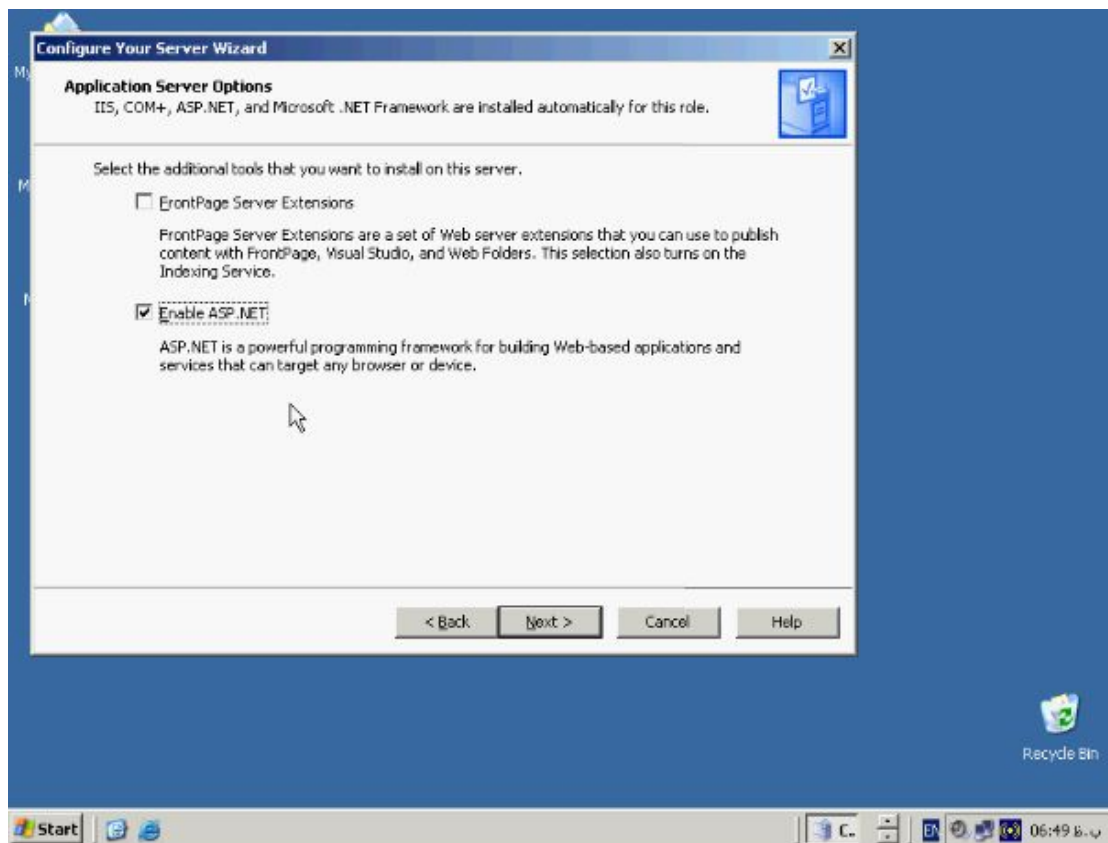 Configure Your Server Wizard
Application Server Options
IIS, COM+, ASP.NET, and Microsoft .NET Framework are installed automatically for this role.
Select the additional tools that you want to install on this server.
FrontPage Server Extensions
FrontPage Server Extensions are a set of Web server extensions that you can use to publish
content with FrontPage, Visual Studio, and Web Folders. This selection also turns on the
Indexing Service.
Enable ASP.NET
ASP.NET is a powerful programming framework for building Web-based applications and
services that can target any browser or device.
< Back
Next >
Cancel
Help
My
M
Recycle Bin
Start
C..
EN
06:49 ب.ظ